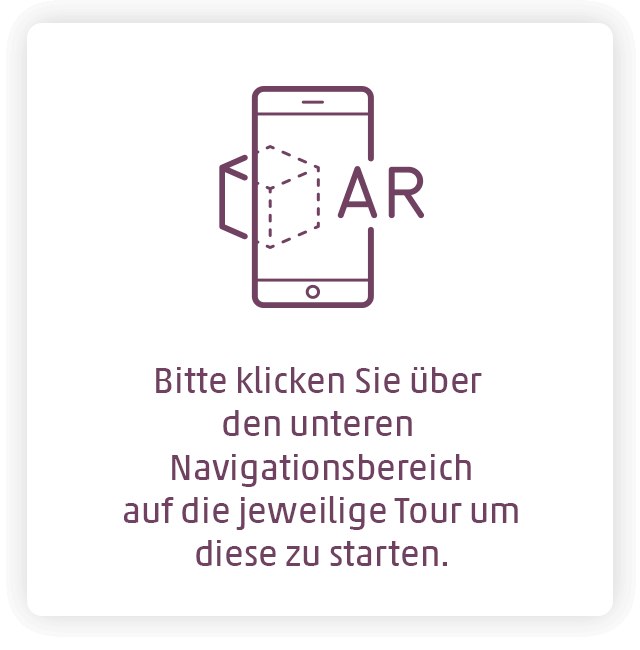 AR
Bitte klicken Sie über
den unteren
Navigationsbereich
auf die jeweilige Tour um
diese zu starten.